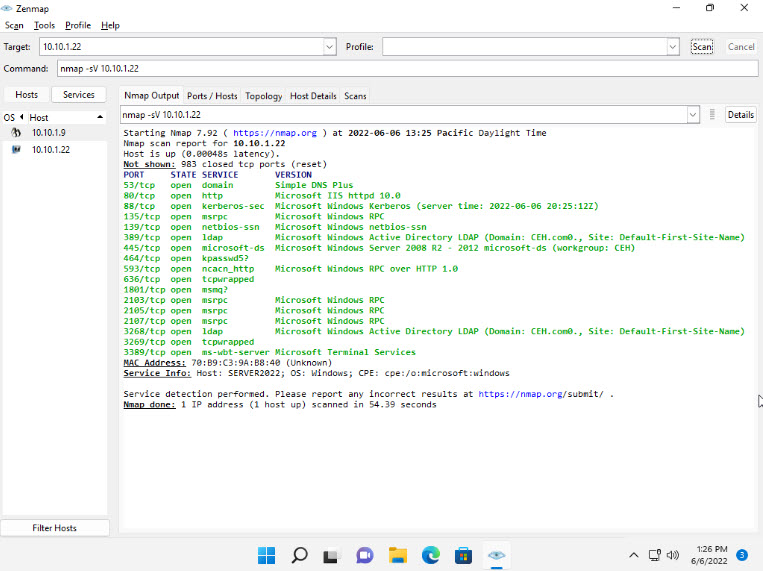 Zenmap
Scan Tools Profile Help
Target: 10.10.1.22 Profile: Scan Cancel
Command: nmap -sV 10.10.1.22
Hosts Services
Nmap Output Ports / Hosts Topology Host Details Scans
OS Host
nmap -sV 10.10.1.22 Details
10.10.1.9
10.10.1.22
Starting Nmap 7.92 ( https://nmap.org ) at 2022-06-06 13:25 Pacific Daylight Time
Nmap scan report for 10.10.1.22
Host is up (0.00048s latency).
Not shown: 983 closed tcp ports (reset)
PORT STATE SERVICE VERSION
53/tcp open domain Simple DNS Plus
80/tcp open http Microsoft IIS httpd 10.0
88/tcp open kerberos-sec Microsoft Windows Kerberos (server time: 2022-06-06 20:25:12Z)
135/tcp open msrpc Microsoft Windows RPC
139/tcp open netbios-ssn Microsoft Windows netbios-ssn
389/tcp open ldap Microsoft Windows Active Directory LDAP (Domain: CEH.com0., Site: Default-First-Site-Name)
445/tcp open microsoft-ds Microsoft Windows Server 2008 R2 - 2012 microsoft-ds (workgroup: CEH)
464/tcp open kpasswd5?
593/tcp open ncacn_http Microsoft Windows RPC over HTTP 1.0
636/tcp open tcpwrapped
1801/tcp open msmq?
2103/tcp open msrpc Microsoft Windows RPC
2105/tcp open msrpc Microsoft Windows RPC
2107/tcp open msrpc Microsoft Windows RPC
3268/tcp open ldap Microsoft Windows Active Directory LDAP (Domain: CEH.com0., Site: Default-First-Site-Name)
3269/tcp open tcpwrapped
3389/tcp open ms-wbt-server Microsoft Terminal Services
MAC Address: 70:B9:C3:9A:B8:40 (Unknown)
Service Info: Host: SERVER2022; OS: Windows; CPE: cpe:/o:microsoft:windows
Service detection performed. Please report any incorrect results at https://nmap.org/submit/ .
Nmap done: 1 IP address (1 host up) scanned in 54.39 seconds
Filter Hosts
1:26 PM
6/6/2022
3